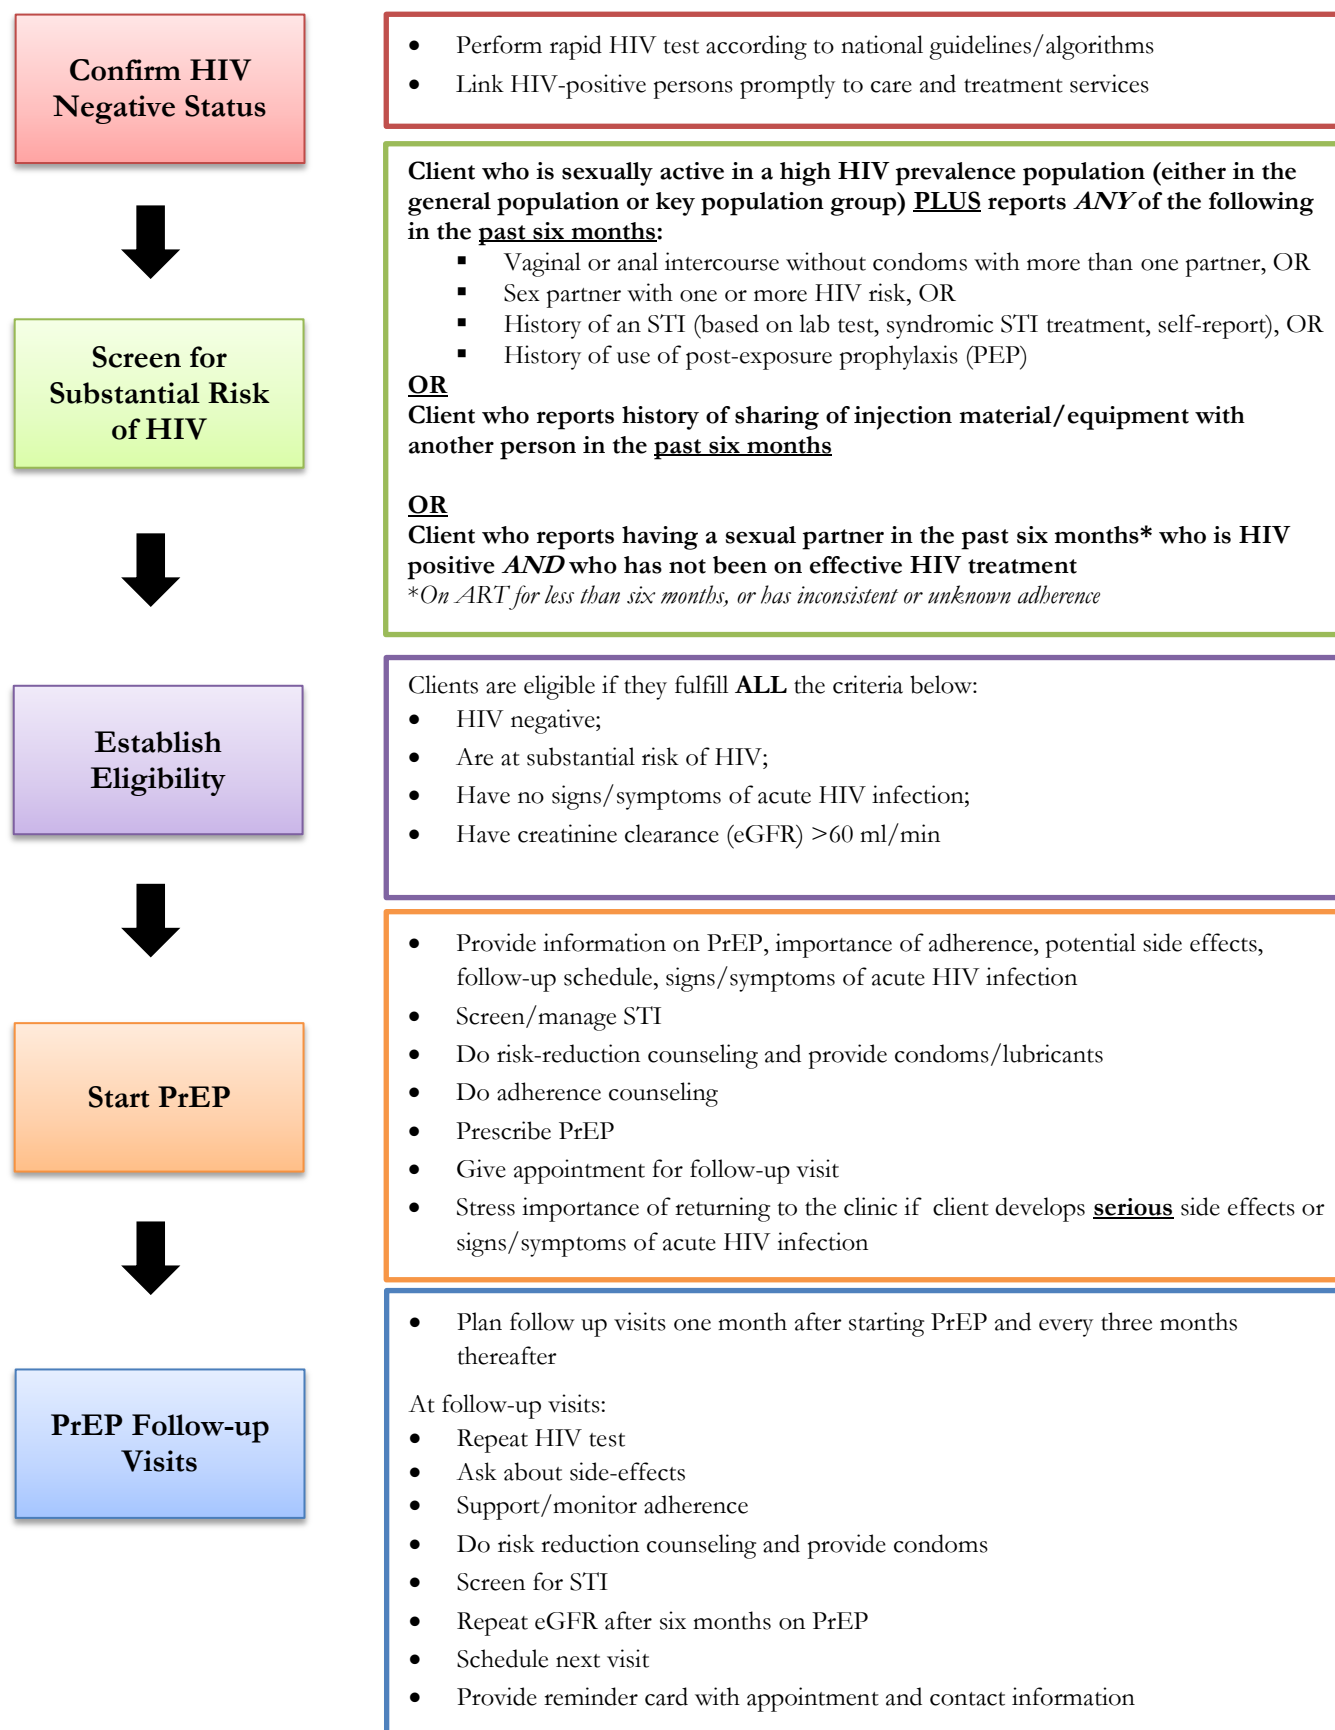 Confirm HIV
Negative Status
• Perform rapid HIV test according to national guidelines/algorithms
• Link HIV-positive persons promptly to care and treatment services
Screen for
Substantial Risk
of HIV
Client who is sexually active in a high HIV prevalence population (either in the
general population or key population group) PLUS reports ANY of the following
in the past six months:
▪ Vaginal or anal intercourse without condoms with more than one partner, OR
▪ Sex partner with one or more HIV risk, OR
▪ History of an STI (based on lab test, syndromic STI treatment, self-report), OR
▪ History of use of post-exposure prophylaxis (PEP)
OR
Client who reports history of sharing of injection material/equipment with
another person in the past six months
OR
Client who reports having a sexual partner in the past six months* who is HIV
positive AND who has not been on effective HIV treatment
*On ART for less than six months, or has inconsistent or unknown adherence
Establish
Eligibility
Clients are eligible if they fulfill ALL the criteria below:
• HIV negative;
• Are at substantial risk of HIV;
• Have no signs/symptoms of acute HIV infection;
• Have creatinine clearance (eGFR) >60 ml/min
Start PrEP
• Provide information on PrEP, importance of adherence, potential side effects,
follow-up schedule, signs/symptoms of acute HIV infection
• Screen/manage STI
• Do risk-reduction counseling and provide condoms/lubricants
• Do adherence counseling
• Prescribe PrEP
• Give appointment for follow-up visit
• Stress importance of returning to the clinic if client develops serious side effects or
signs/symptoms of acute HIV infection
PrEP Follow-up
Visits
• Plan follow up visits one month after starting PrEP and every three months
thereafter
At follow-up visits:
• Repeat HIV test
• Ask about side-effects
• Support/monitor adherence
• Do risk reduction counseling and provide condoms
• Screen for STI
• Repeat eGFR after six months on PrEP
• Schedule next visit
• Provide reminder card with appointment and contact information